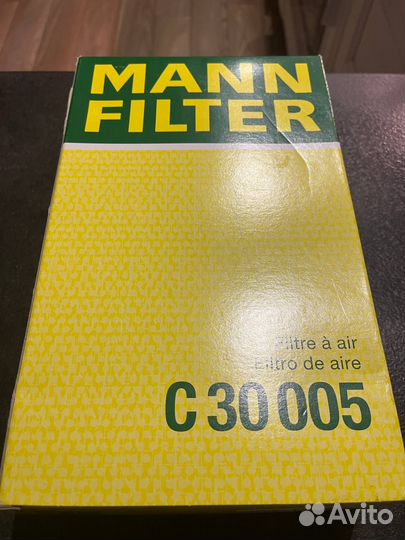 MANN
FILTER
Filtre à air
Filtro de aire
C 30 005
Avito